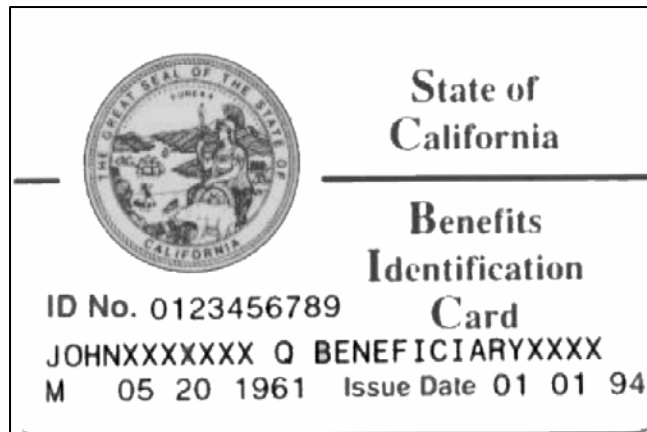 THE GREAT SEAL OF THE STATE OF
EUREKA
CALIFORNIA
State of
California
Benefits
Identification
Card
ID No. 0123456789
JOHNXXXXXXX Q BENEFICIARYXXXX
M 05 20 1961 Issue Date 01 01 94